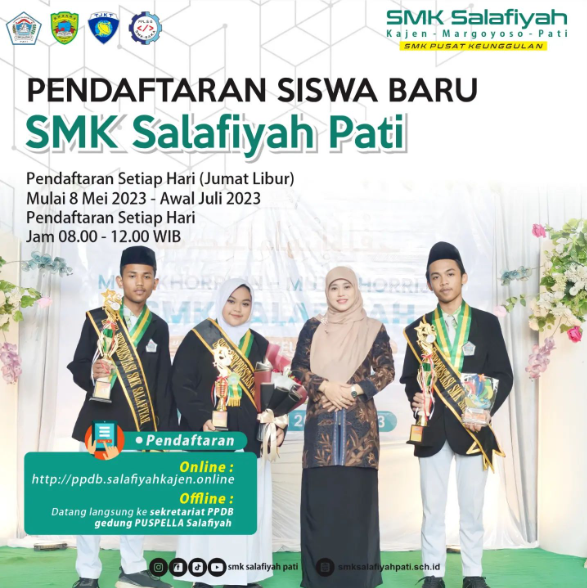 TJKT
PPLG
SMK Salafiyah
Kajen - Margoyoso - Pati
SMK PUSAT KEUNGGULAN
PENDAFTARAN SISWA BARU
SMK Salafiyah Pati
Pendaftaran Setiap Hari (Jumat Libur)
Mulai 8 Mei 2023 - Awal Juli 2023
Pendaftaran Setiap Hari
Jam 08.00 - 12.00 WIB
Pendaftaran
Online :
http://ppdb.salafiyahkajen.online
Offline :
Datang langsung ke sekretariat PPDB
gedung PUSPELLA Salafiyah
smk salafiyah pati
smksalafiyahpati.sch.id